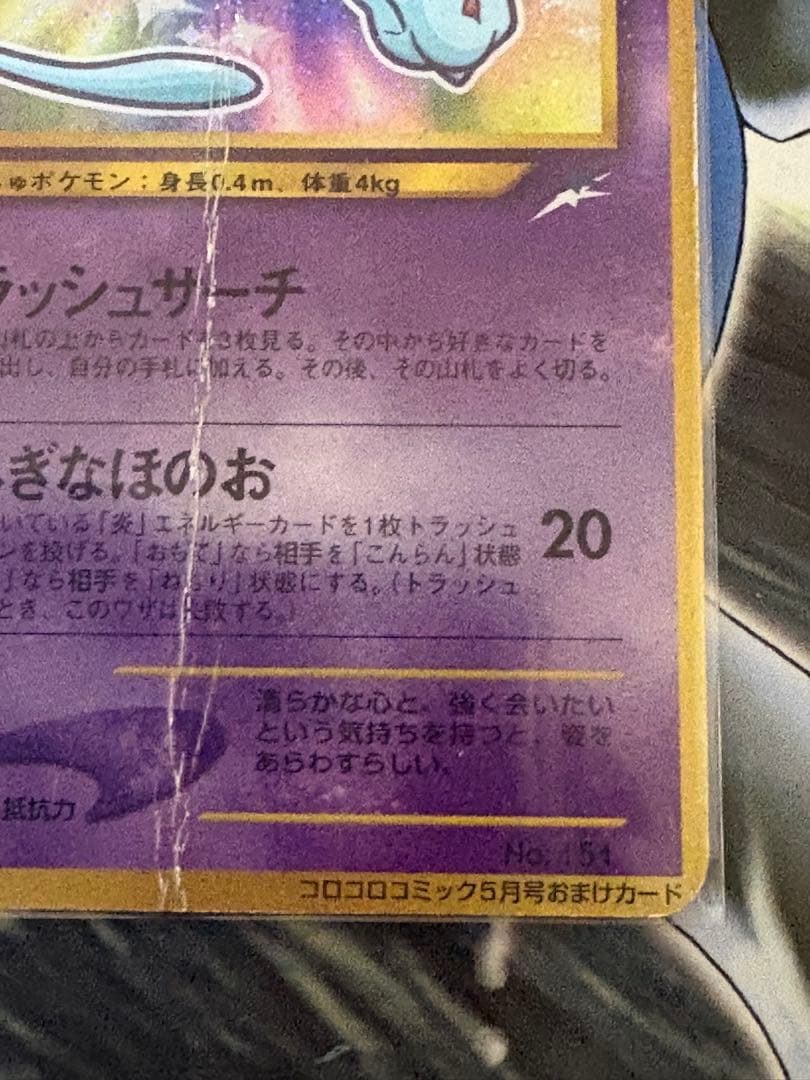 ゅポケモン：身長0.4m、体重4kg
ラッシュサーチ
山札の上からカードを3枚見る。その中から好きなカードを
出し、自分の手札に加える。その後、その山札をよく切る。
ぎなほのお
いている「炎」エネルギーカードを1枚トラッシュ
ンを投げる。「おもて」なら相手を「こんらん」状態
」なら相手を「ねむり」状態にする。（トラッシュ
とき、このワザは失敗する。）
20
清らかな心と、強く会いたい
という気持ちを持つと、姿を
あらわすらしい。
抵抗力
No.151
コロコロコミック5月号おまけカード